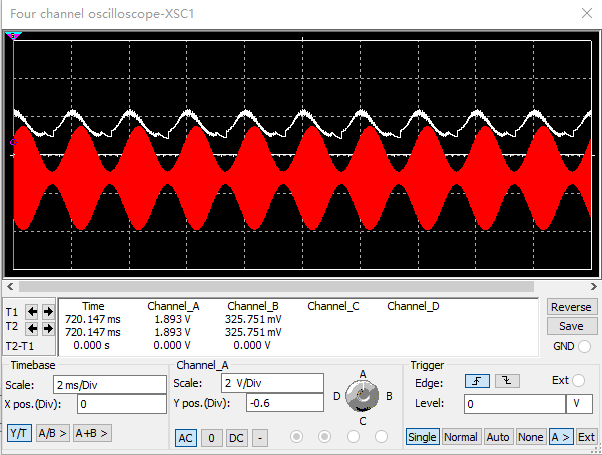 Four channel oscilloscope-XSC1
Time Channel_A Channel_B Channel_C Channel_D
T1 720.147 ms 1.893 V 325.751 mV
T2 720.147 ms 1.893 V 325.751 mV
T2-T1 0.000 s 0.000 V 0.000 V
Reverse
Save
GND
Timebase
Scale: 2 ms/Div
X pos.(Div): 0
Y/T A/B > A+B >
Channel_A
Scale: 2 V/Div
Y pos.(Div): -0.6
AC 0 DC -
A
D B
C
Trigger
Edge: Ext
Level: 0 V
Single Normal Auto None A > Ext